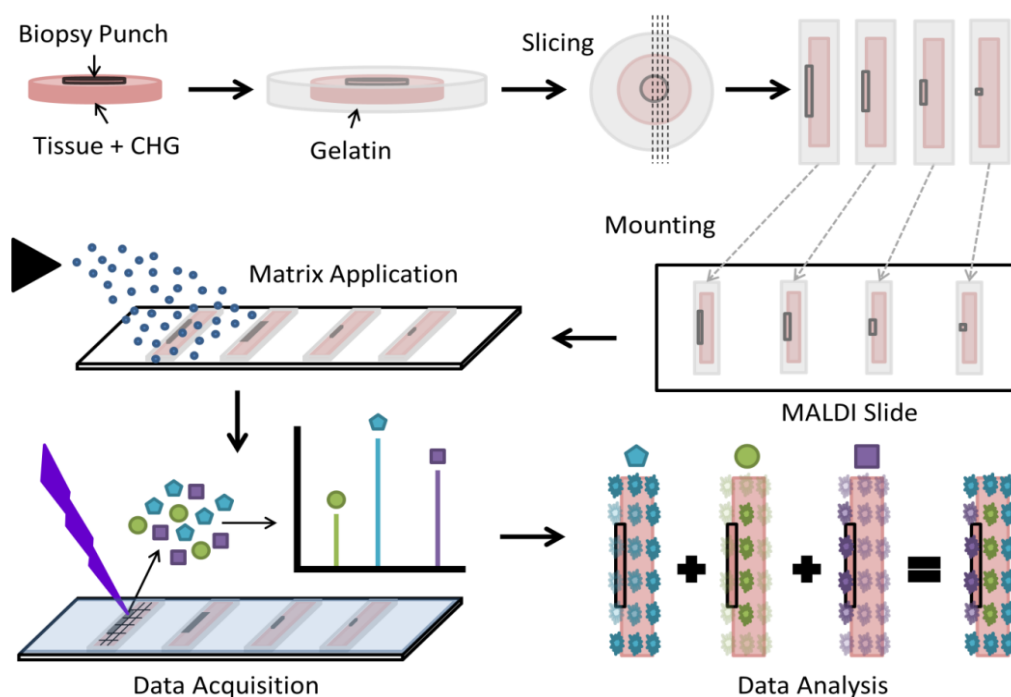 Biopsy Punch
Tissue + CHG
Gelatin
Slicing
Mounting
MALDI Slide
Matrix Application
Data Acquisition
Data Analysis